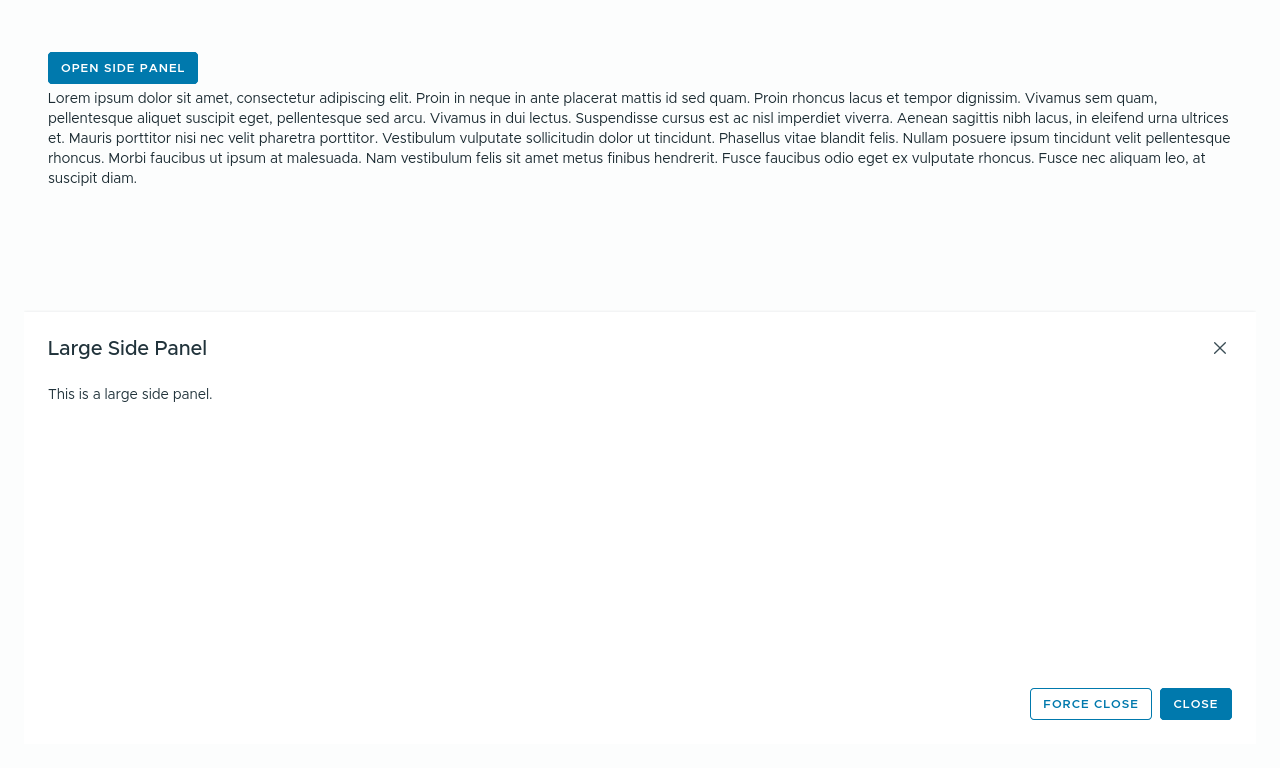 OPEN SIDE PANEL
Lorem ipsum dolor sit amet, consectetur adipiscing elit. Proin in neque in ante placerat mattis id sed quam. Proin rhoncus lacus et tempor dignissim. Vivamus sem quam,
pellentesque aliquet suscipit eget, pellentesque sed arcu. Vivamus in dui lectus. Suspendisse cursus est ac nisl imperdiet viverra. Aenean sagittis nibh lacus, in eleifend urna ultrices
et. Mauris porttitor nisi nec velit pharetra porttitor. Vestibulum vulputate sollicitudin dolor ut tincidunt. Phasellus vitae blandit felis. Nullam posuere ipsum tincidunt velit pellentesque
rhoncus. Morbi faucibus ut ipsum at malesuada. Nam vestibulum felis sit amet metus finibus hendrerit. Fusce faucibus odio eget ex vulputate rhoncus. Fusce nec aliquam leo, at
suscipit diam.
Large Side Panel
This is a large side panel.
FORCE CLOSE
CLOSE